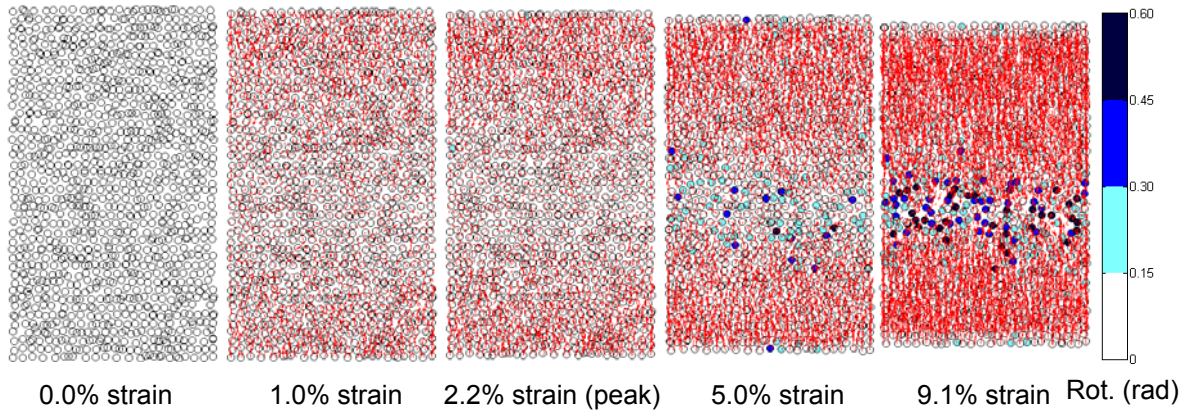 0.60
0.45
0.30
0.15
0
0.0% strain
1.0% strain
2.2% strain (peak)
5.0% strain
9.1% strain
Rot. (rad)